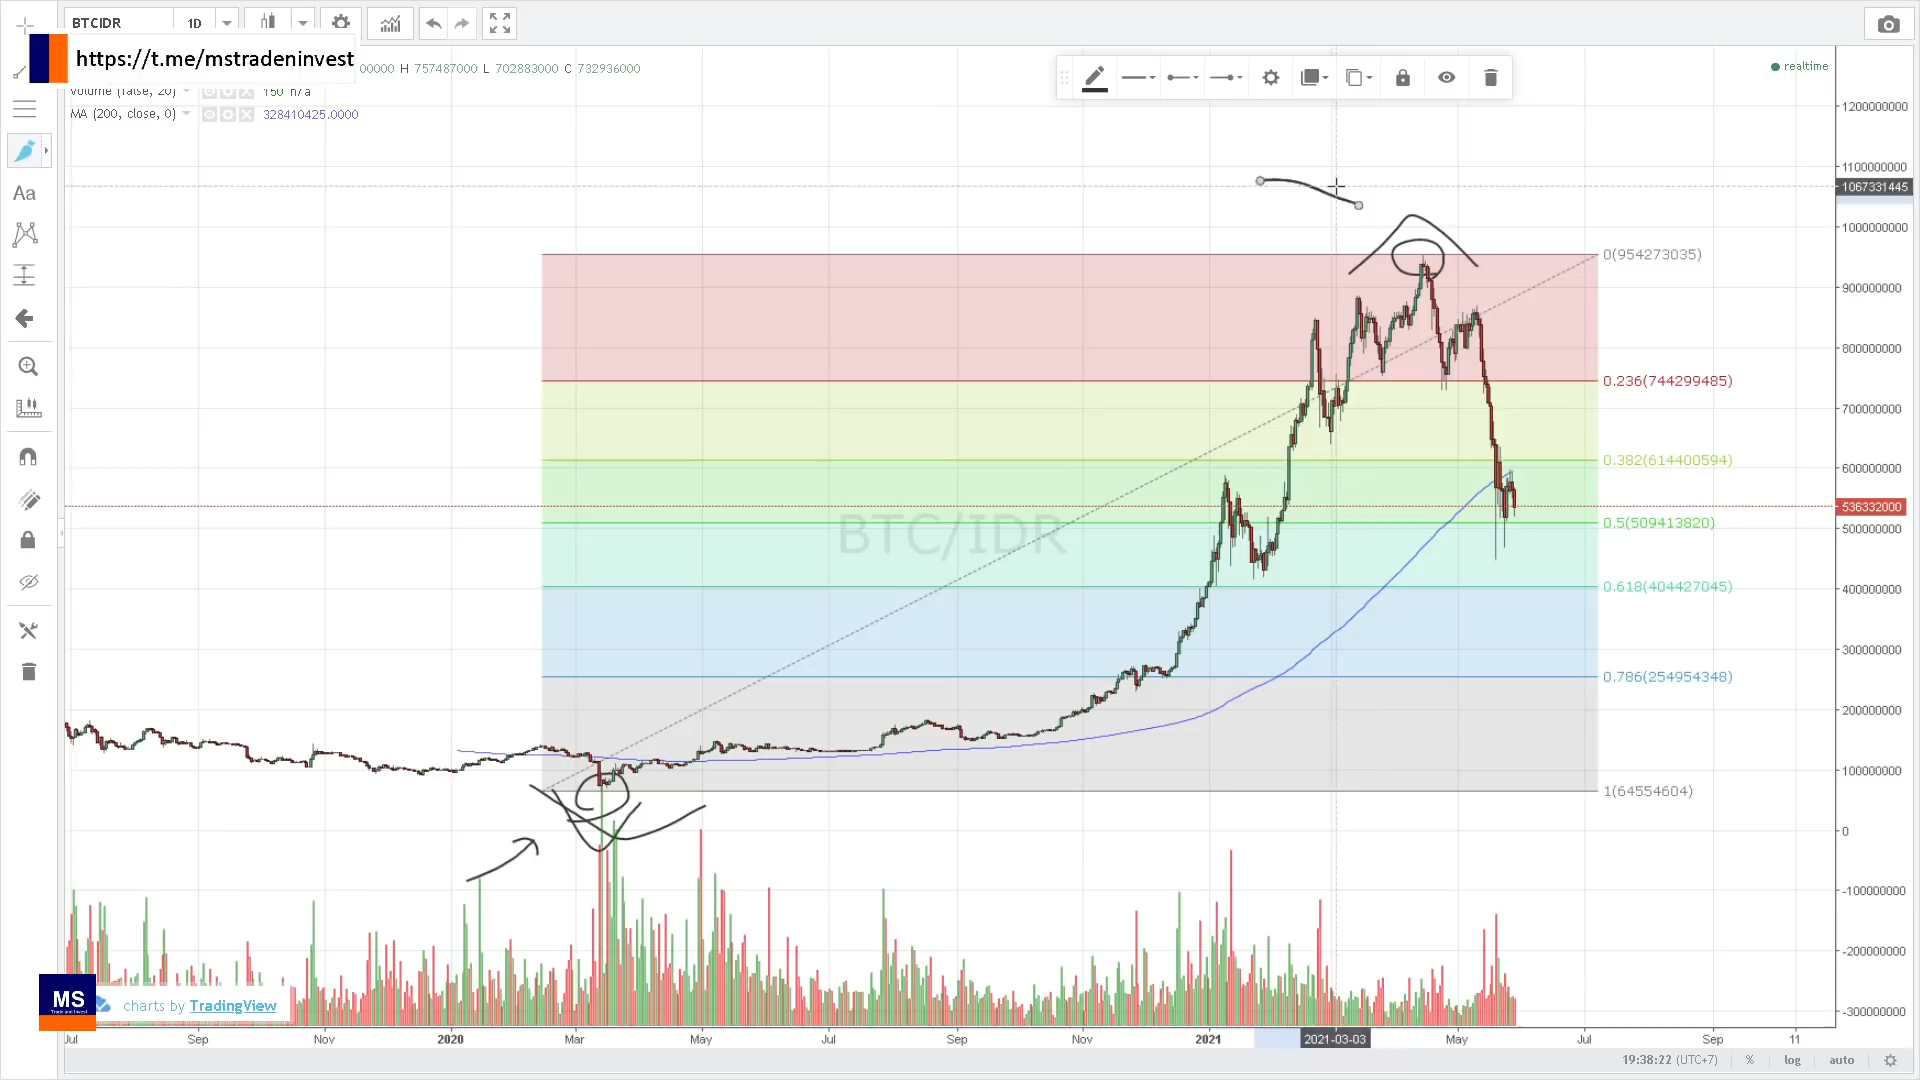 BTCIDR 1D
https://t.me/mstradeninvest
00000 H 757487000 L 702883000 C 732936000
realtime
Volume (false, 20) 150 n/a
MA (200, close, 0) 328410425.0000
Aa
1200000000
1100000000
1067331445
1000000000
900000000
800000000
700000000
600000000
536332000
500000000
400000000
300000000
200000000
100000000
0
-100000000
-200000000
-300000000
0(954273035)
0.236(744299485)
0.382(614400594)
0.5(509413820)
0.618(404427045)
0.786(254954348)
1(64554604)
BTC/IDR
MS
Trade and Invest
charts by TradingView
Jul Sep Nov 2020 Mar May Jul Sep Nov 2021 2021-03-03 May Jul Sep 11
19:38:22 (UTC+7) % log auto